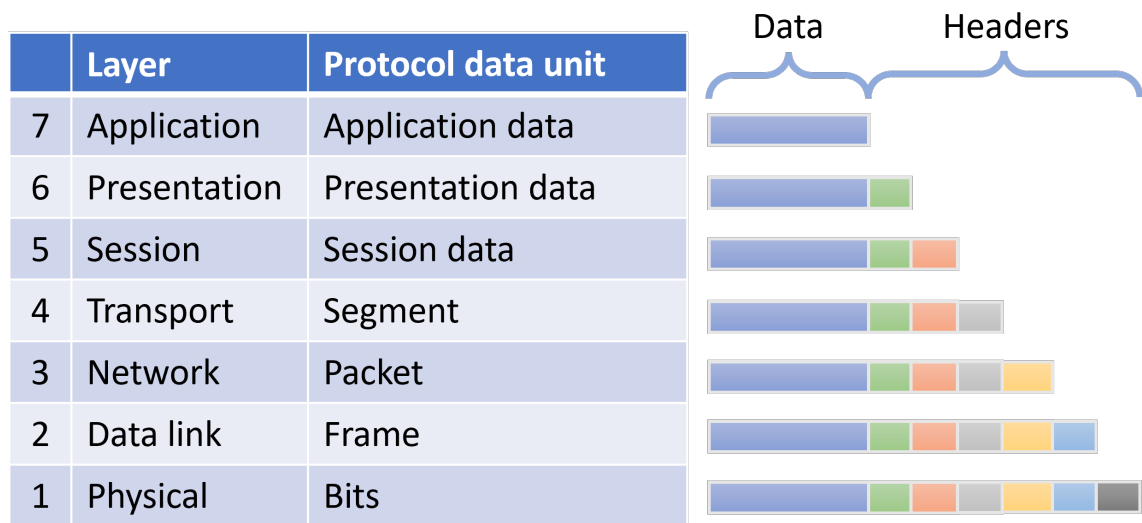 Data Headers
Layer Protocol data unit
7 Application Application data
6 Presentation Presentation data
5 Session Session data
4 Transport Segment
3 Network Packet
2 Data link Frame
1 Physical Bits